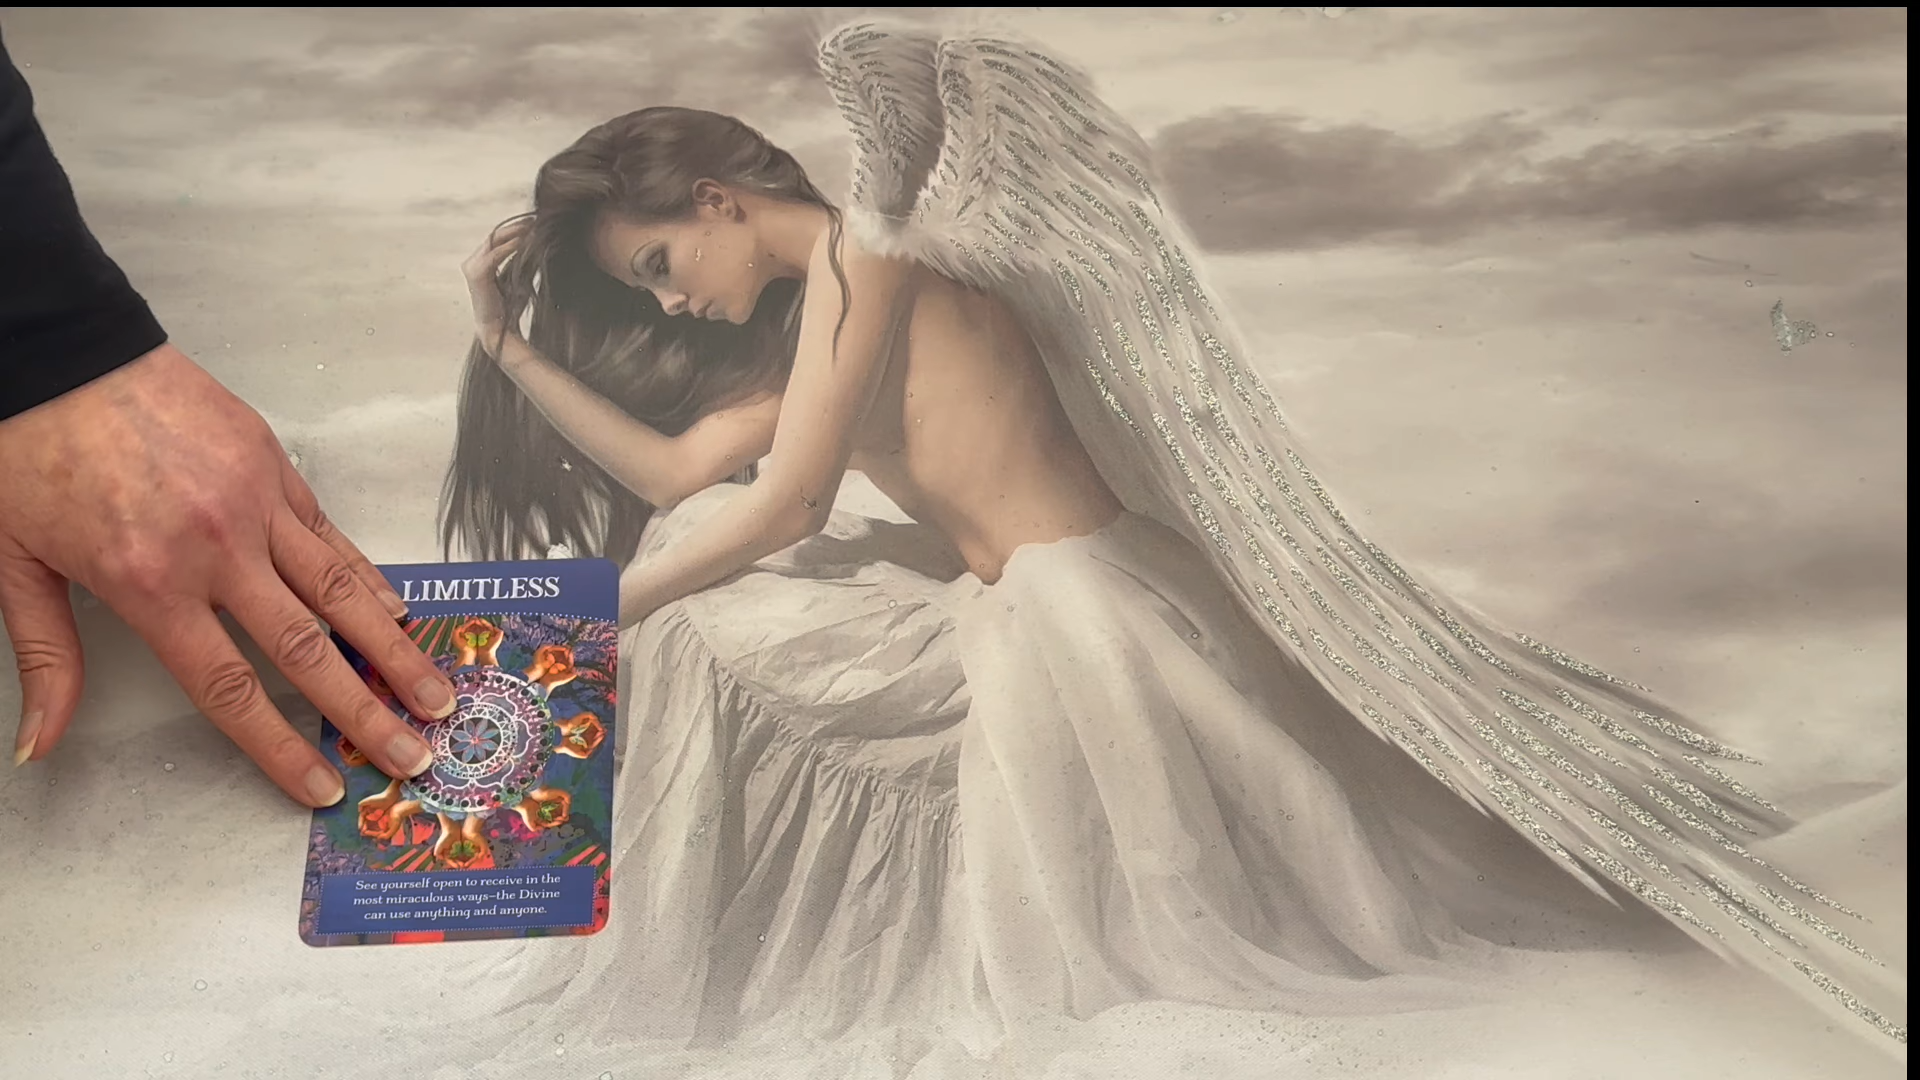 LIMITLESS
See yourself open to receive in the
most miraculous ways–the Divine
can use anything and anyone.